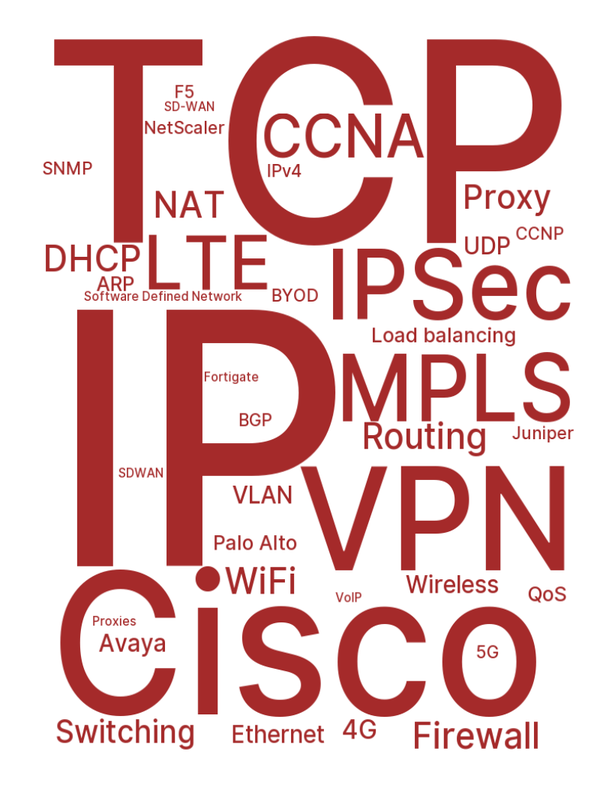 TCP
F5
SD-WAN
NetScaler
CCNA
IPv4
SNMP
NAT
Proxy
UDP
CCNP
DHCP
LTE
ARP
Software Defined Network
BYOD
IPSec
Load balancing
IP
Fortigate
MPLS
BGP
Routing
Juniper
SDWAN
VLAN
VPN
Palo Alto
WiFi
Wireless
QoS
VoIP
Cisco
Proxies
Avaya
5G
Switching
Ethernet
4G
Firewall